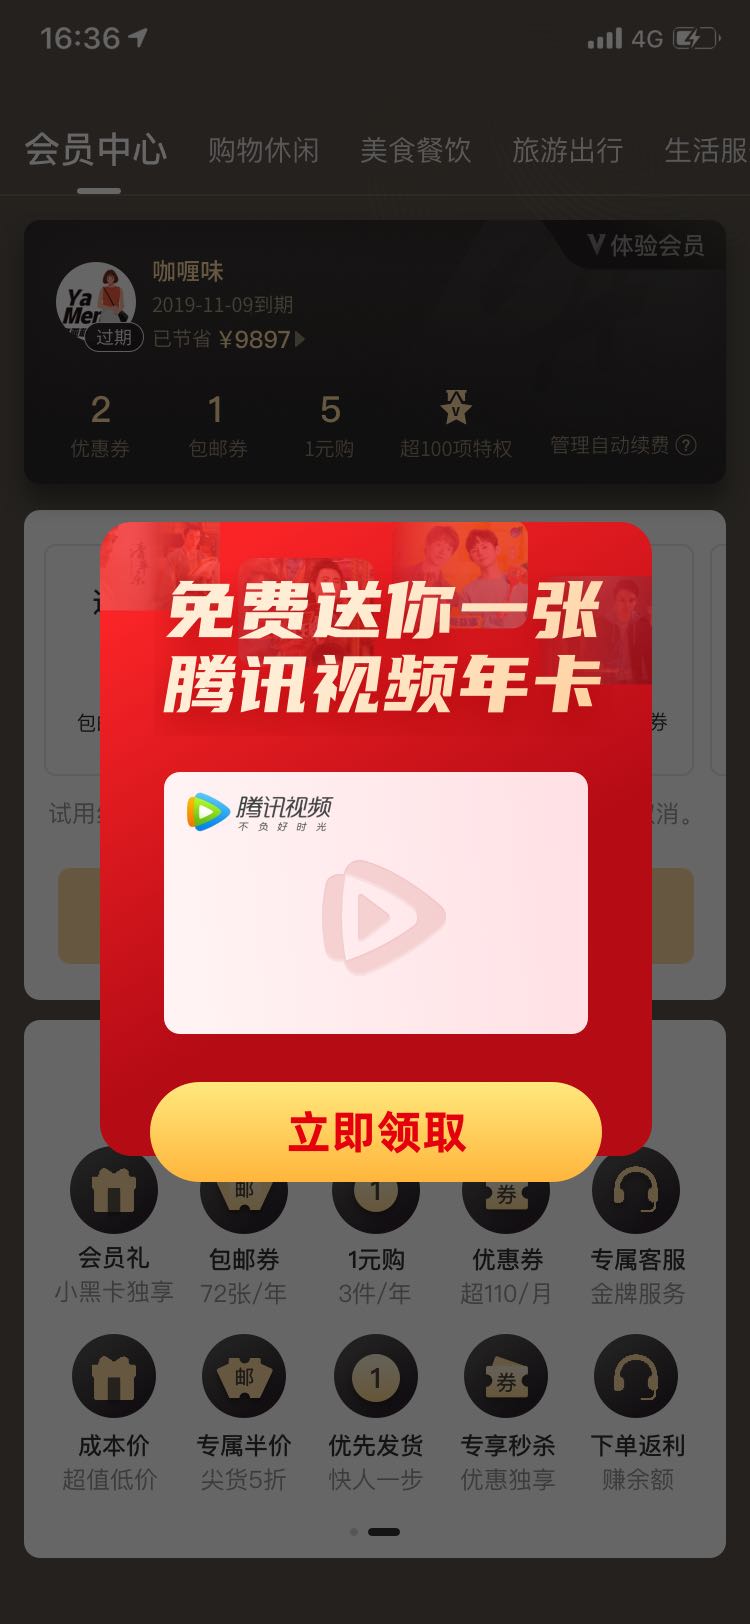 16:36
4G
会员中心 购物休闲 美食餐饮 旅游出行 生活服
V 体验会员
咖喱味
2019-11-09到期
Ya
Mer
过期
已节省 ¥9897
2 1 5
优惠券 包邮券 1元购 超100项特权 管理自动续费 ?
免费送你一张
腾讯视频年卡
包
券
腾讯视频
不负好时光
试用
消。
立即领取
邮 1 券
会员礼 包邮券 1元购 优惠券 专属客服
小黑卡独享 72张/年 3件/年 超110/月 金牌服务
邮 1 券
成本价 专属半价 优先发货 专享秒杀 下单返利
超值低价 尖货5折 快人一步 优惠独享 赚余额